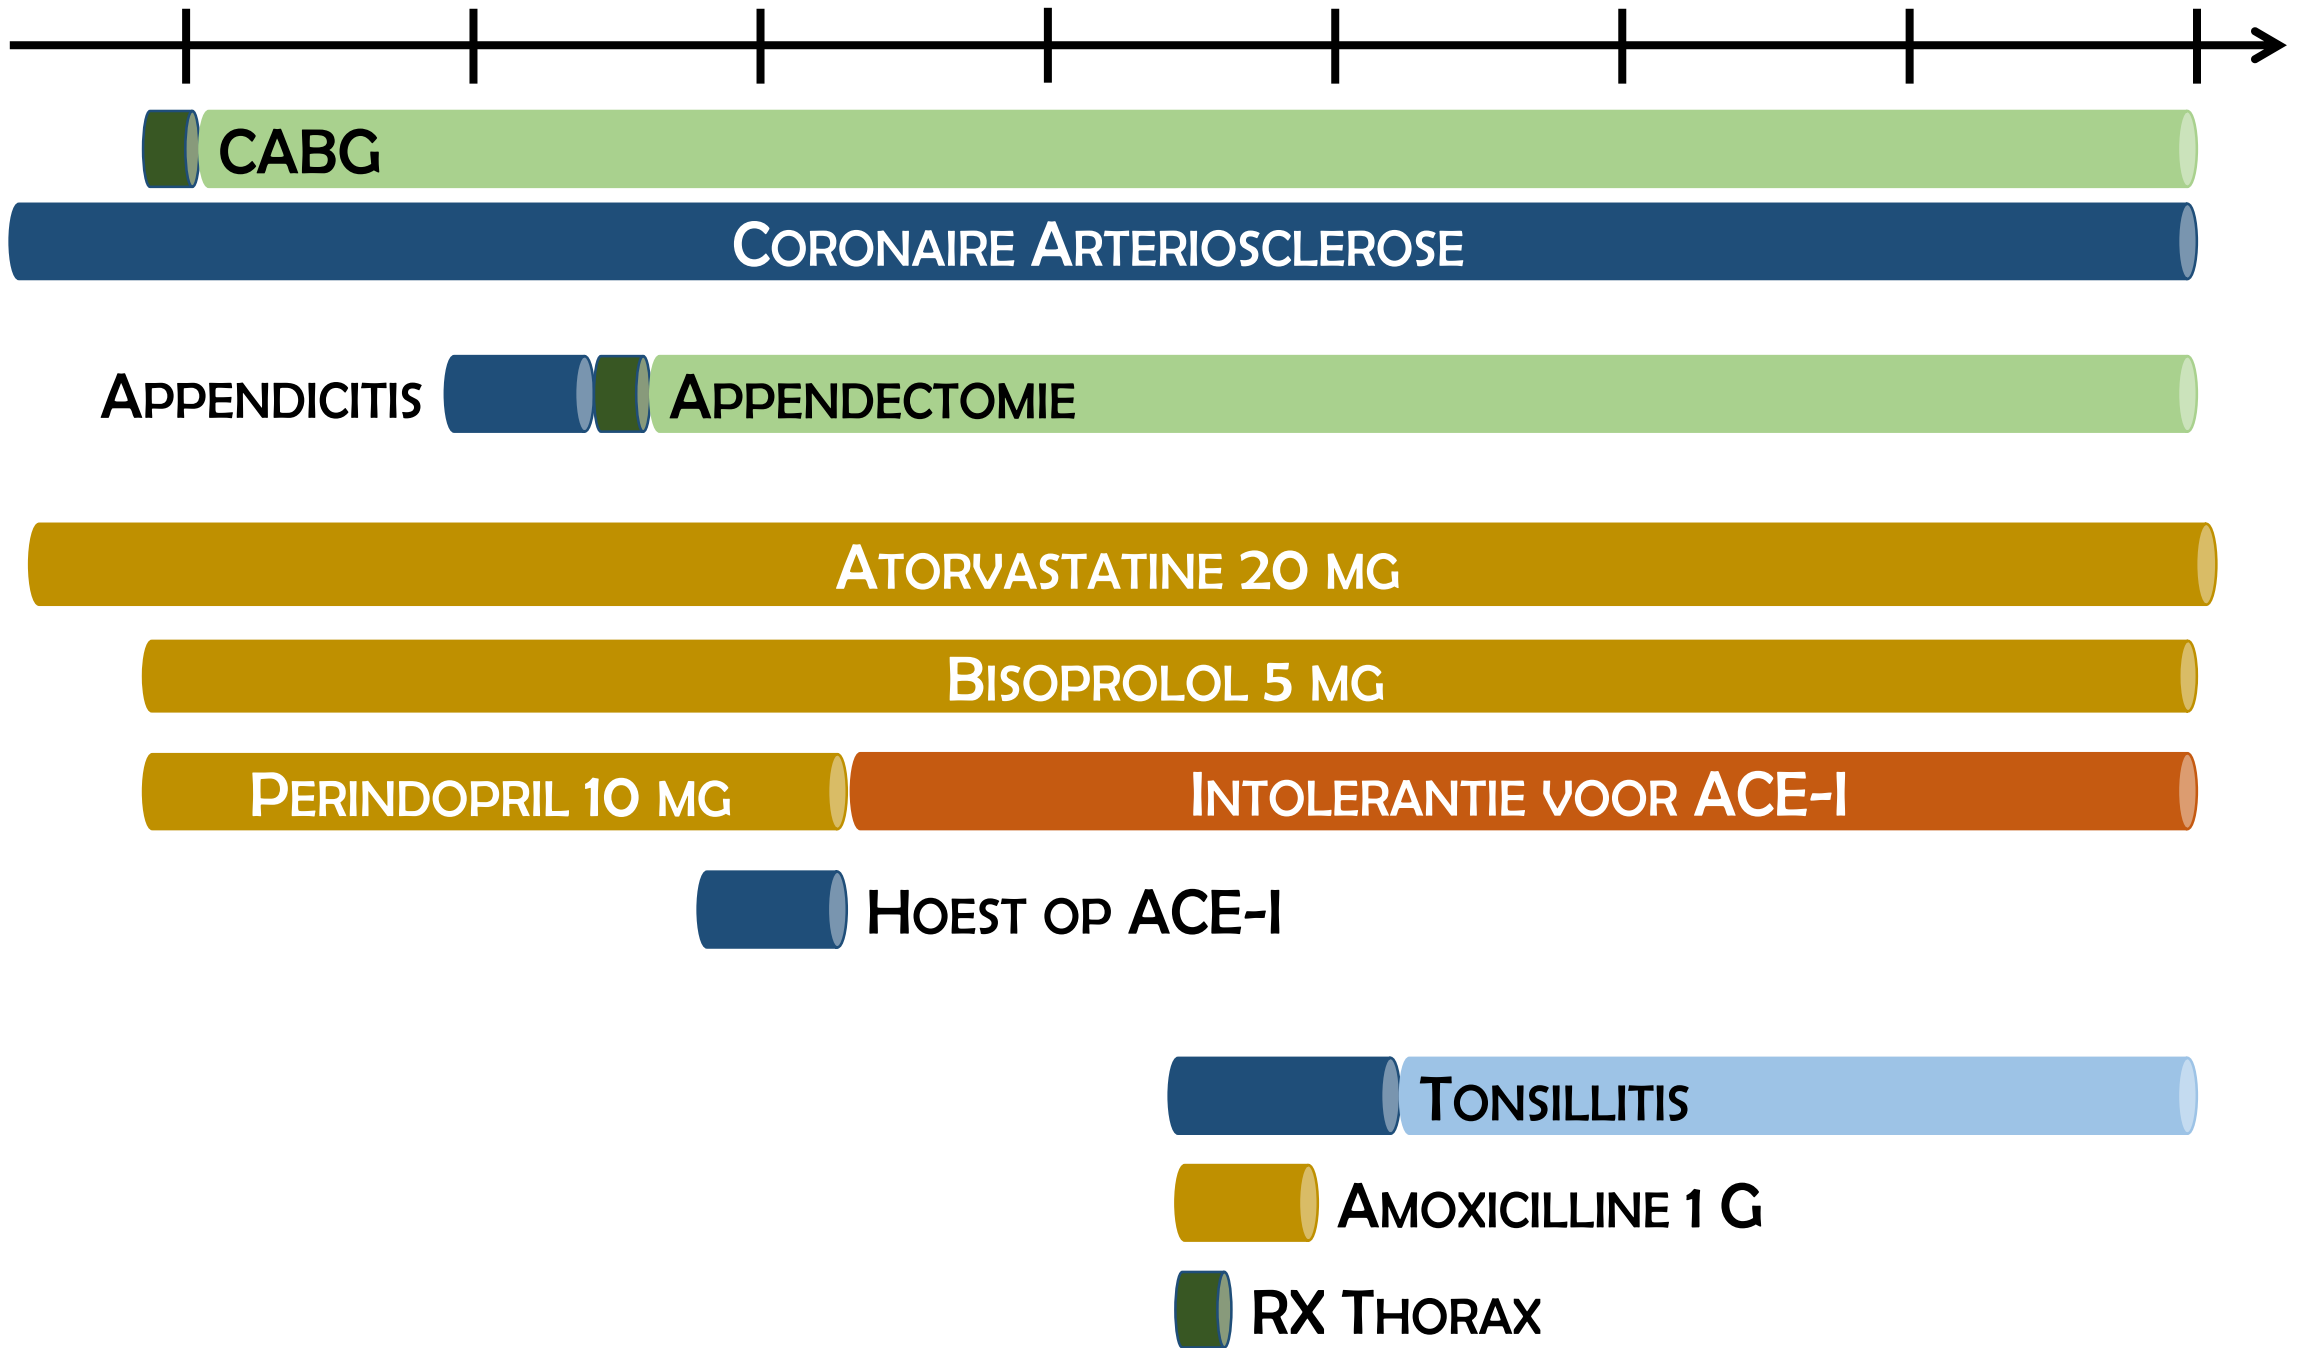 CABG
Coronaire Arteriosclerose
Appendicitis
Appendectomie
Atorvastatine 20 mg
Bisoprolol 5 mg
Perindopril 10 mg
Intolerantie voor ACE-I
Hoest op ACE-I
Tonsillitis
Amoxicilline 1 G
RX Thorax